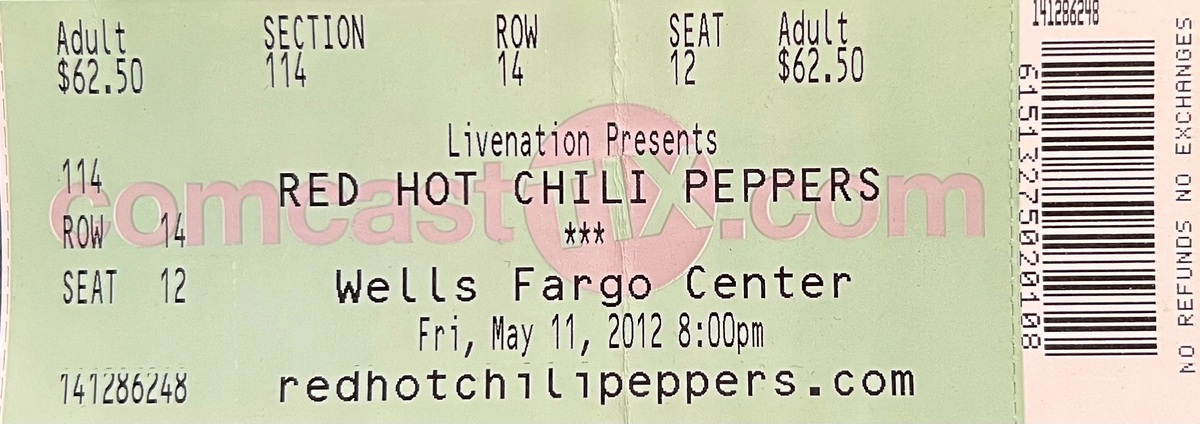 Adult SECTION ROW SEAT Adult
$62.50 114 14 12 $62.50
Livenation Presents
114
RED HOT CHILI PEPPERS
comcastTIX.com
ROW 14
***
SEAT 12
Wells Fargo Center
Fri, May 11, 2012 8:00pm
141286248
redhotchilipeppers.com
141286248
61513275020108
NO REFUNDS NO EXCHANGES